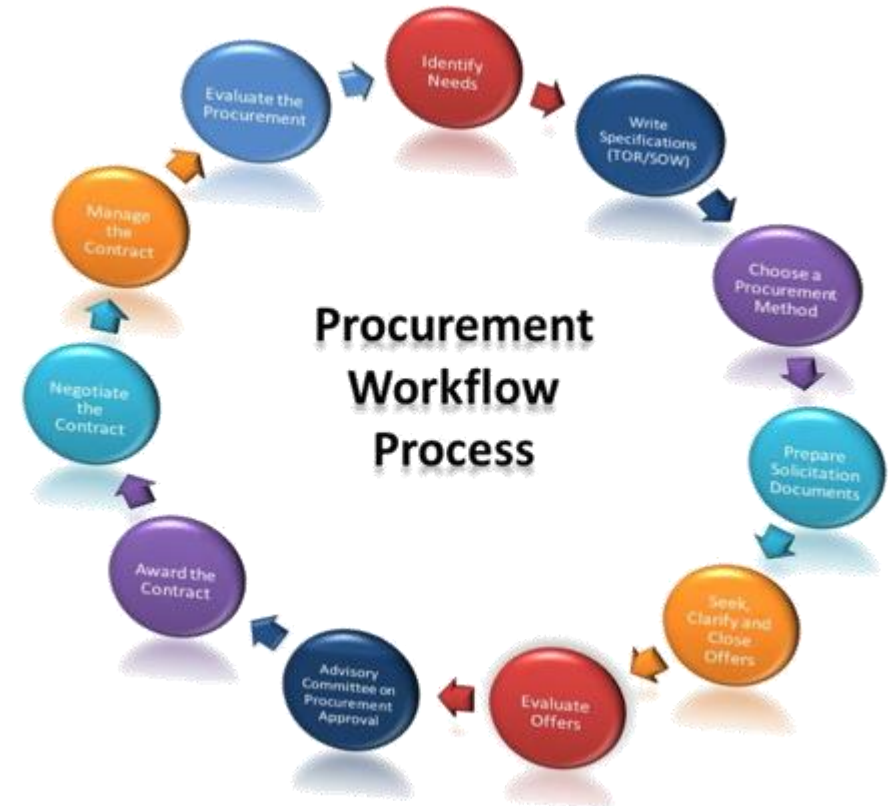 Procurement
Workflow
Process
Identify
Needs
Write
Specifications
(TOR/SOW)
Choose a
Procurement
Method
Prepare
Solicitation
Documents
Seek,
Clarify and
Close
Offers
Evaluate
Offers
Advisory
Committee on
Procurement
Approval
Award the
Contract
Negotiate
the
Contract
Manage
the
Contract
Evaluate the
Procurement